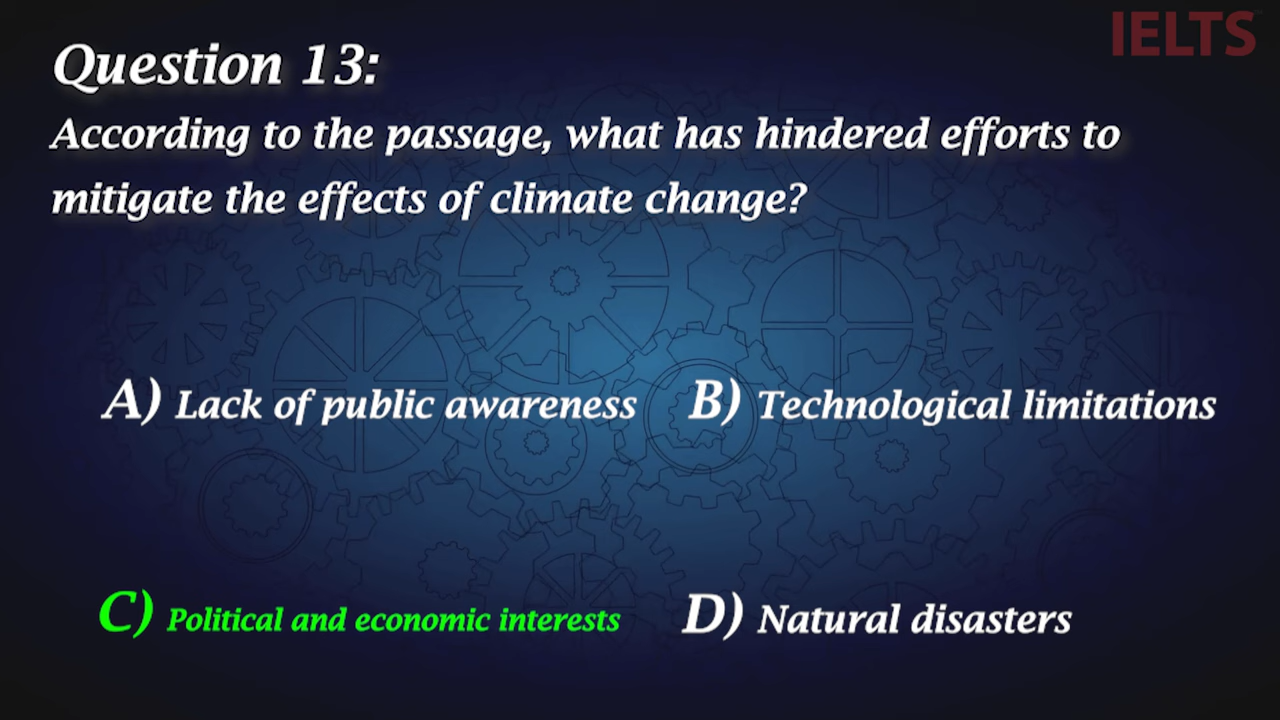 IELTS
Question 13:
According to the passage, what has hindered efforts to
mitigate the effects of climate change?
A) Lack of public awareness
B) Technological limitations
C) Political and economic interests
D) Natural disasters